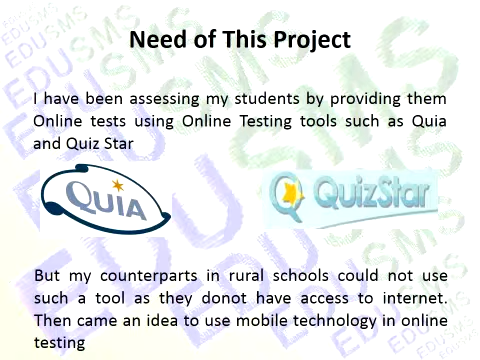 Need of This Project
I have been assessing my students by providing them
Online tests using Online Testing tools such as Quia
and Quiz Star
QUIA
QuizStar
But my counterparts in rural schools could not use
such a tool as they donot have access to internet.
Then came an idea to use mobile technology in online
testing
EDUSMS